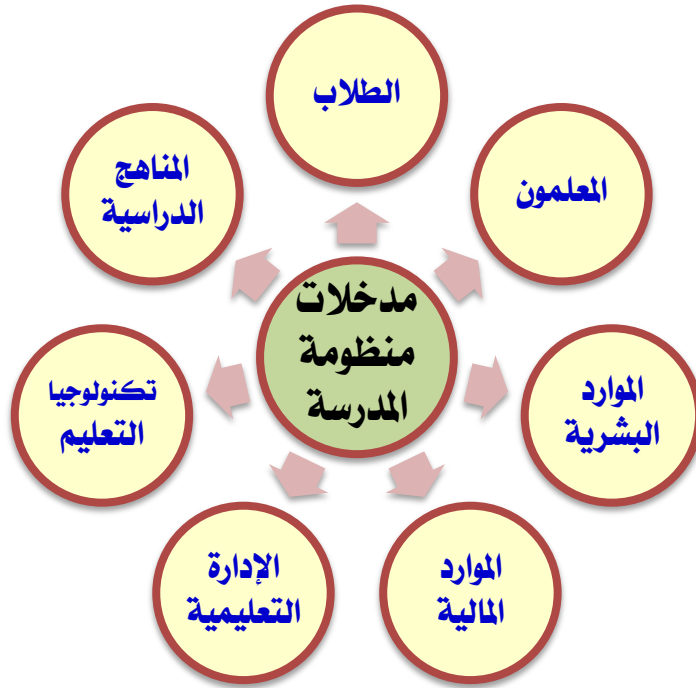 الطلاب
المعلمون
الموارد
البشرية
الموارد
المالية
الإدارة
التعليمية
تكنولوجيا
التعليم
المناهج
الدراسية
مدخلات
منظومة
المدرسة